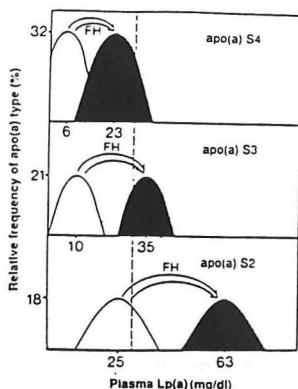 Relative frequency of apo(a) type (%)
32
FH
apo(a) S4
6 23
FH
apo(a) S3
21
10 35
FH
apo(a) S2
18
25 63
Plasma Lp(a) (mg/dl)